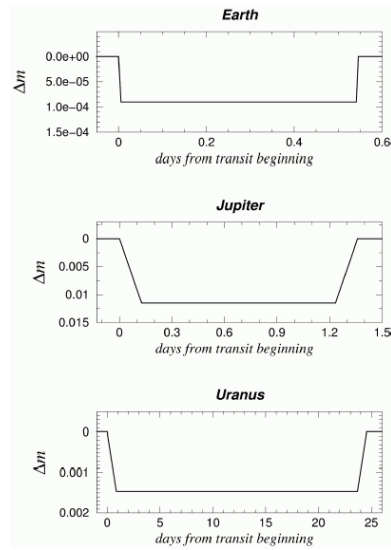 Earth
0.0e+00
5.0e-05
1.0e-04
1.5e-04
Δm
0 0.2 0.4 0.6
days from transit beginning
Jupiter
0
0.005
0.01
0.015
Δm
0 0.3 0.6 0.9 1.2 1.5
days from transit beginning
Uranus
0
0.001
0.002
Δm
0 5 10 15 20 25
days from transit beginning